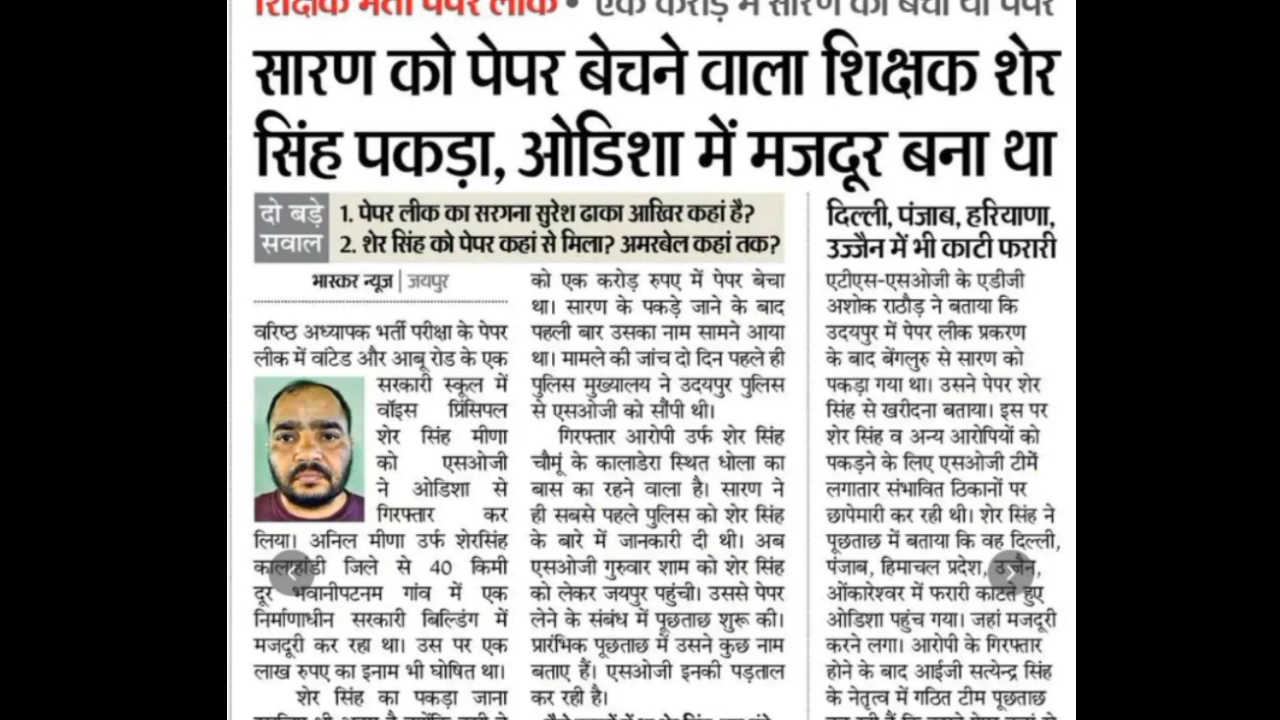 शिक्षक भर्ती पेपर लीक • एक करोड़ में सारण को बेचा था पेपर
सारण को पेपर बेचने वाला शिक्षक शेर
सिंह पकड़ा, ओडिशा में मजदूर बना था
दो बड़े
सवाल
1. पेपर लीक का सरगना सुरेश ढाका आखिर कहां है?
2. शेर सिंह को पेपर कहां से मिला? अमरबेल कहां तक?
भास्कर न्यूज | जयपुर
वरिष्ठ अध्यापक भर्ती परीक्षा के पेपर
लीक में वांटेड और आबू रोड के एक
सरकारी स्कूल में
वॉइस प्रिंसिपल
शेर सिंह मीणा
को एसओजी
ने ओडिशा से
गिरफ्तार कर
लिया। अनिल मीणा उर्फ शेरसिंह
कालाहांडी जिले से 40 किमी
दूर भवानीपटनम गांव में एक
निर्माणाधीन सरकारी बिल्डिंग में
मजदूरी कर रहा था। उस पर एक
लाख रुपए का इनाम भी घोषित था।
शेर सिंह का पकड़ा जाना
को एक करोड़ रुपए में पेपर बेचा
था। सारण के पकड़े जाने के बाद
पहली बार उसका नाम सामने आया
था। मामले की जांच दो दिन पहले ही
पुलिस मुख्यालय ने उदयपुर पुलिस
से एसओजी को सौंपी थी।
गिरफ्तार आरोपी उर्फ शेर सिंह
चौमूं के कालाडेरा स्थित धोला का
बास का रहने वाला है। सारण ने
ही सबसे पहले पुलिस को शेर सिंह
के बारे में जानकारी दी थी। अब
एसओजी गुरुवार शाम को शेर सिंह
को लेकर जयपुर पहुंची। उससे पेपर
लेने के संबंध में पूछताछ शुरू की।
प्रारंभिक पूछताछ में उसने कुछ नाम
बताए हैं। एसओजी इनकी पड़ताल
कर रही है।
दिल्ली, पंजाब, हरियाणा,
उज्जैन में भी काटी फरारी
एटीएस-एसओजी के एडीजी
अशोक राठौड़ ने बताया कि
उदयपुर में पेपर लीक प्रकरण
के बाद बेंगलुरु से सारण को
पकड़ा गया था। उसने पेपर शेर
सिंह से खरीदना बताया। इस पर
शेर सिंह व अन्य आरोपियों को
पकड़ने के लिए एसओजी टीमें
लगातार संभावित ठिकानों पर
छापेमारी कर रही थी। शेर सिंह ने
पूछताछ में बताया कि वह दिल्ली,
पंजाब, हिमाचल प्रदेश, उज्जैन,
ओंकारेश्वर में फरारी काटते हुए
ओडिशा पहुंच गया। जहां मजदूरी
करने लगा। आरोपी के गिरफ्तार
होने के बाद आईजी सत्येन्द्र सिंह
के नेतृत्व में गठित टीम पूछताछ